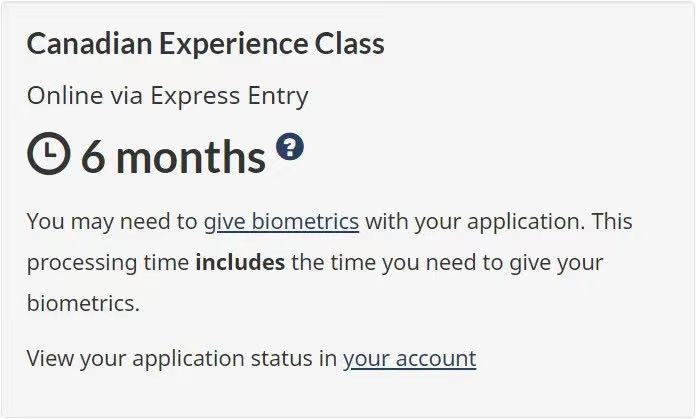 Canadian Experience Class
Online via Express Entry
6 months ?
You may need to give biometrics with your application. This
processing time includes the time you need to give your
biometrics.
View your application status in your account